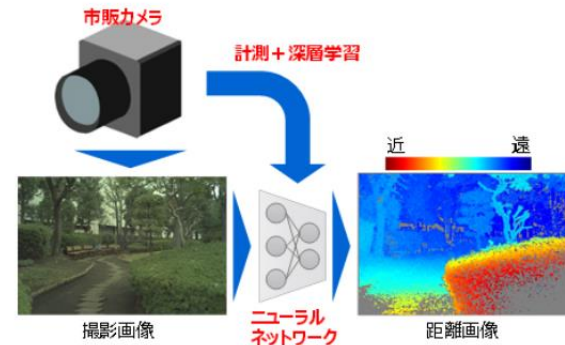 市販カメラ
計測＋深層学習
近
遠
撮影画像
ニューラル
ネットワーク
距離画像